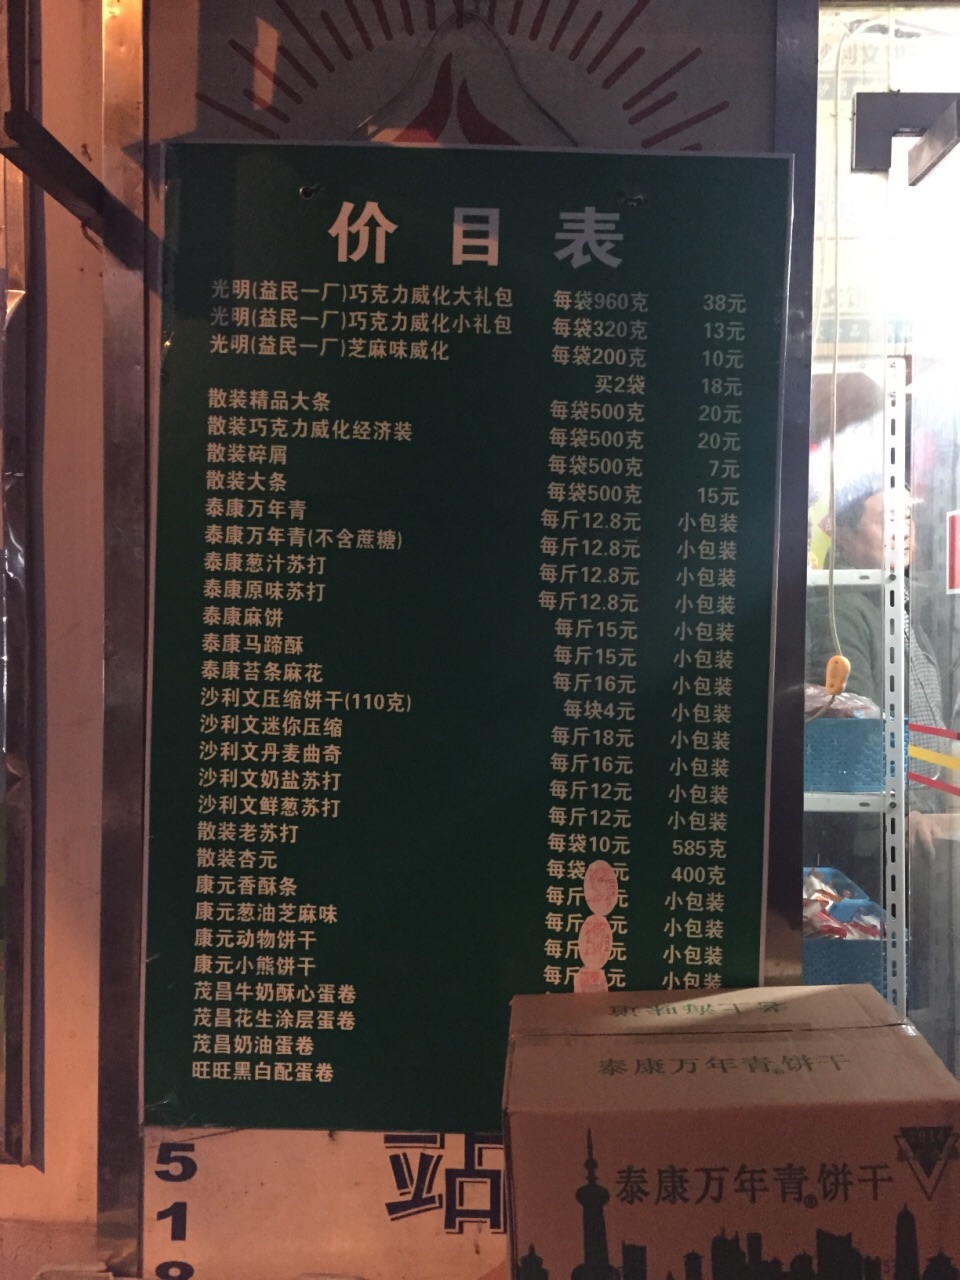 价目表
光明(益民一厂)巧克力威化大礼包 每袋960克 38元
光明(益民一厂)巧克力威化小礼包 每袋320克 13元
光明(益民一厂)芝麻味威化 每袋200克 10元
买2袋 18元
散装精品大条 每袋500克 20元
散装巧克力威化经济装 每袋500克 20元
散装碎屑 每袋500克 7元
散装大条 每袋500克 15元
泰康万年青 每斤12.8元 小包装
泰康万年青(不含蔗糖) 每斤12.8元 小包装
泰康葱汁苏打 每斤12.8元 小包装
泰康原味苏打 每斤12.8元 小包装
泰康麻饼 每斤15元 小包装
泰康马蹄酥 每斤15元 小包装
泰康苔条麻花 每斤16元 小包装
沙利文压缩饼干(110克) 每块4元 小包装
沙利文迷你压缩 每斤18元 小包装
沙利文丹麦曲奇 每斤16元 小包装
沙利文奶盐苏打 每斤12元 小包装
沙利文鲜葱苏打 每斤12元 小包装
散装老苏打 每袋10元 585克
散装杏元 每袋 元 400克
康元香酥条 每斤 元 小包装
康元葱油芝麻味 每斤 元 小包装
康元动物饼干 每斤 元 小包装
康元小熊饼干 每斤 元 小包装
茂昌牛奶酥心蛋卷
茂昌花生涂层蛋卷
茂昌奶油蛋卷
旺旺黑白配蛋卷
泰康万年青饼干
泰康万年青®饼干
518
站